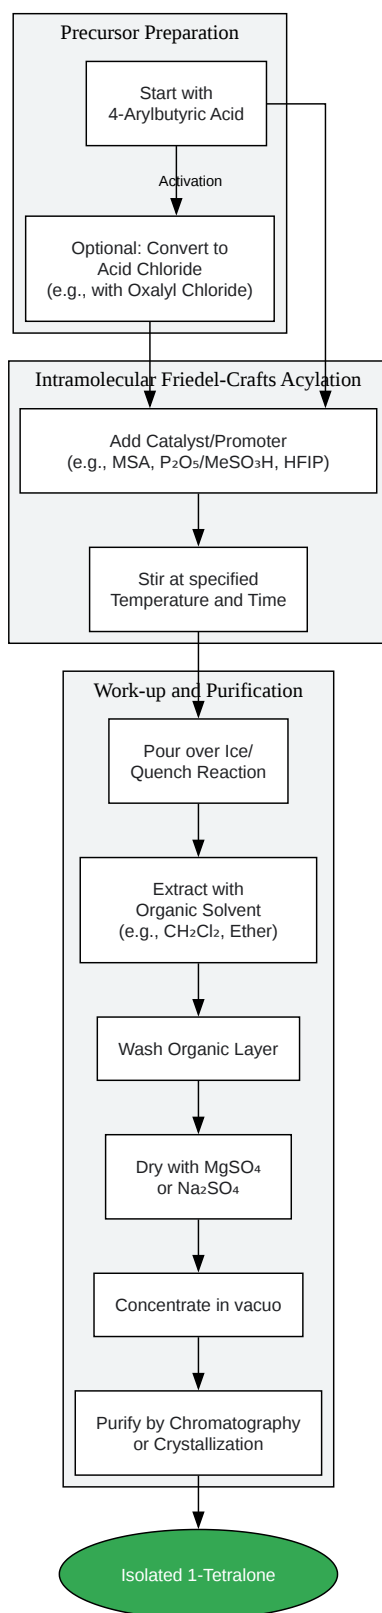 Precursor Preparation
Start with
4-Arylbutyric Acid
Activation
Optional: Convert to
Acid Chloride
(e.g., with Oxalyl Chloride)
Intramolecular Friedel-Crafts Acylation
Add Catalyst/Promoter
(e.g., MSA, P₂O₅/MeSO₃H, HFIP)
Stir at specified
Temperature and Time
Work-up and Purification
Pour over Ice/
Quench Reaction
Extract with
Organic Solvent
(e.g., CH₂Cl₂, Ether)
Wash Organic Layer
Dry with MgSO₄
or Na₂SO₄
Concentrate in vacuo
Purify by Chromatography
or Crystallization
Isolated 1-Tetralone